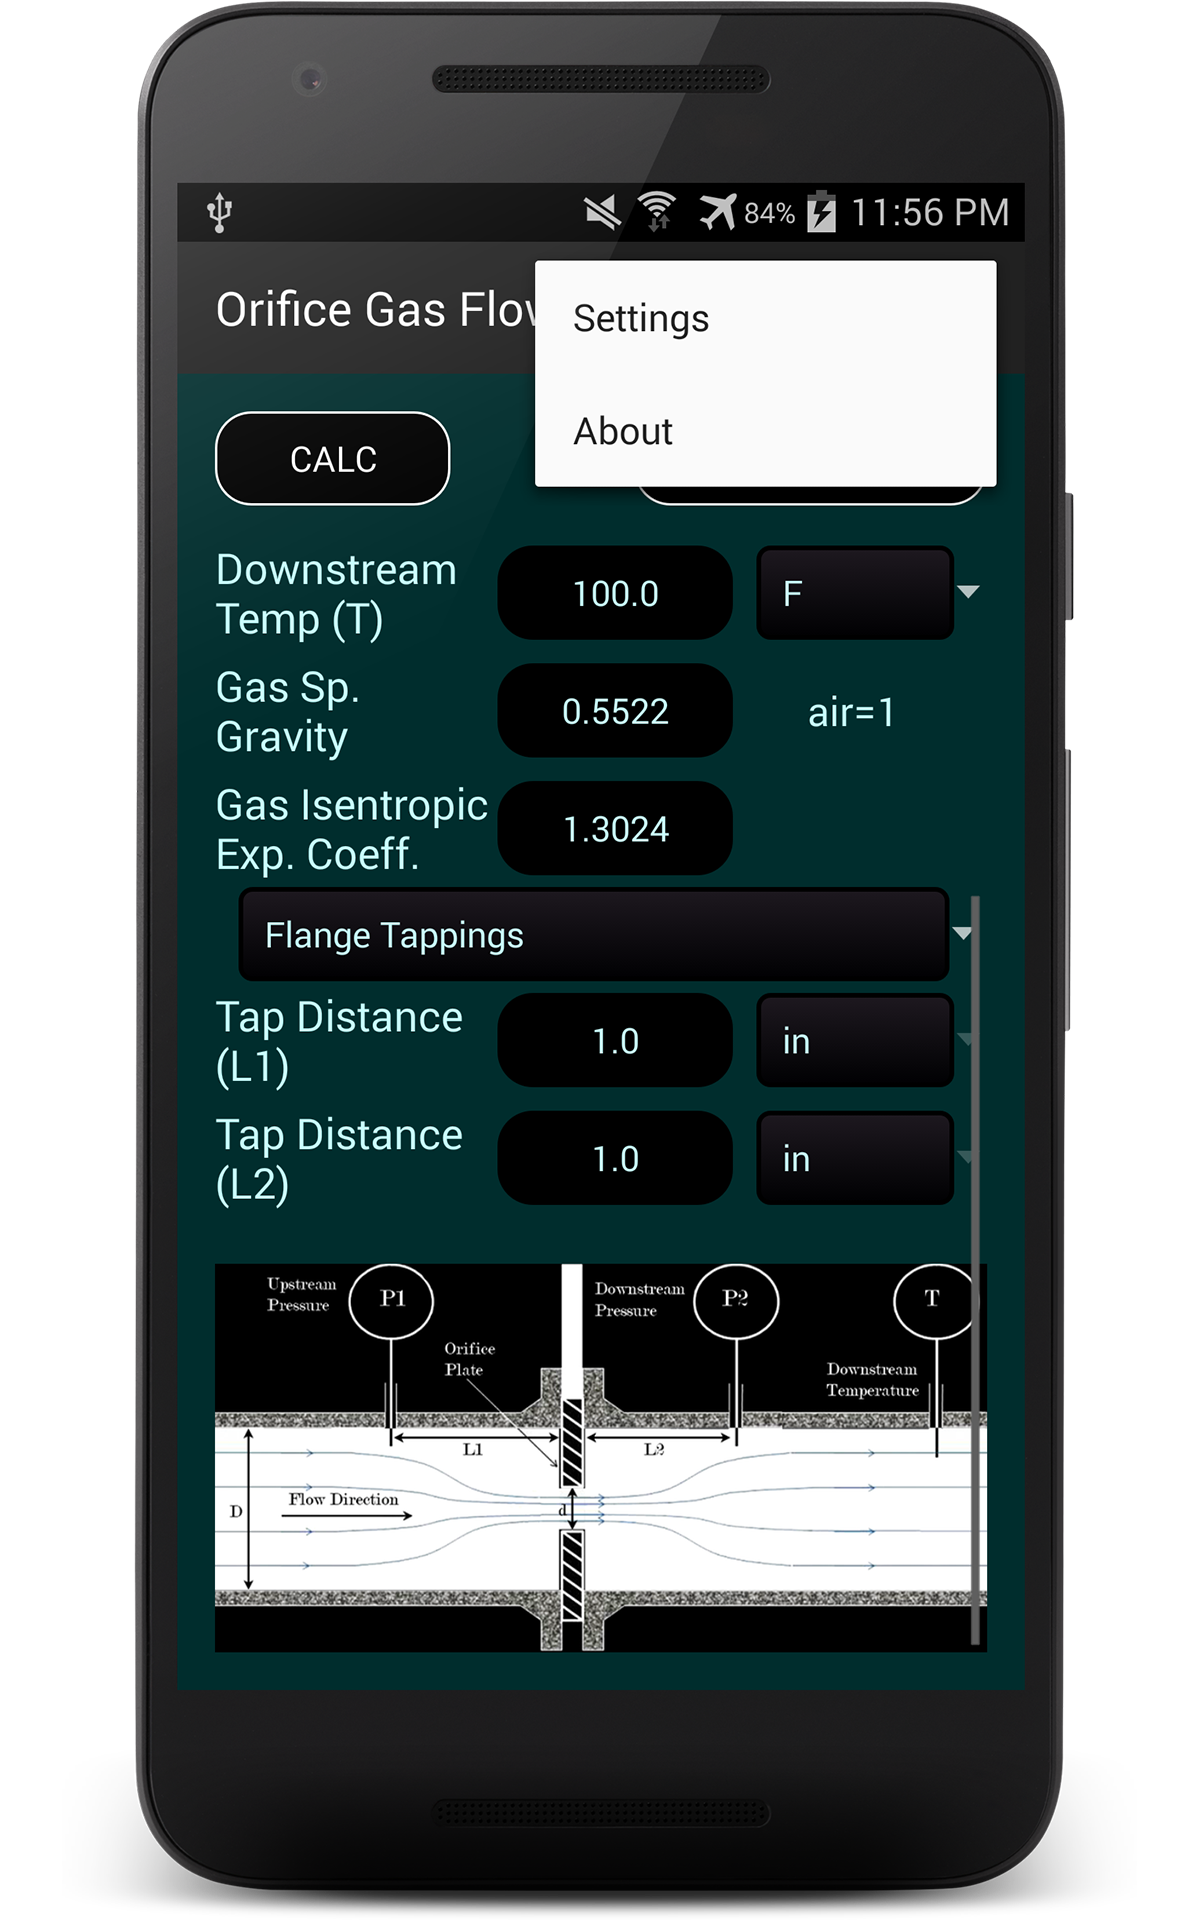 84% 11:56 PM
Orifice Gas Flo
Settings
About
CALC
Downstream
Temp (T)
100.0
F
Gas Sp.
Gravity
0.5522
air=1
Gas Isentropic
Exp. Coeff.
1.3024
Flange Tappings
Tap Distance
(L1)
1.0
in
Tap Distance
(L2)
1.0
in
Upstream
Pressure
P1
Orifice
Plate
Downstream
Pressure
P2
T
Downstream
Temperature
L1
L2
Flow Direction
D
d